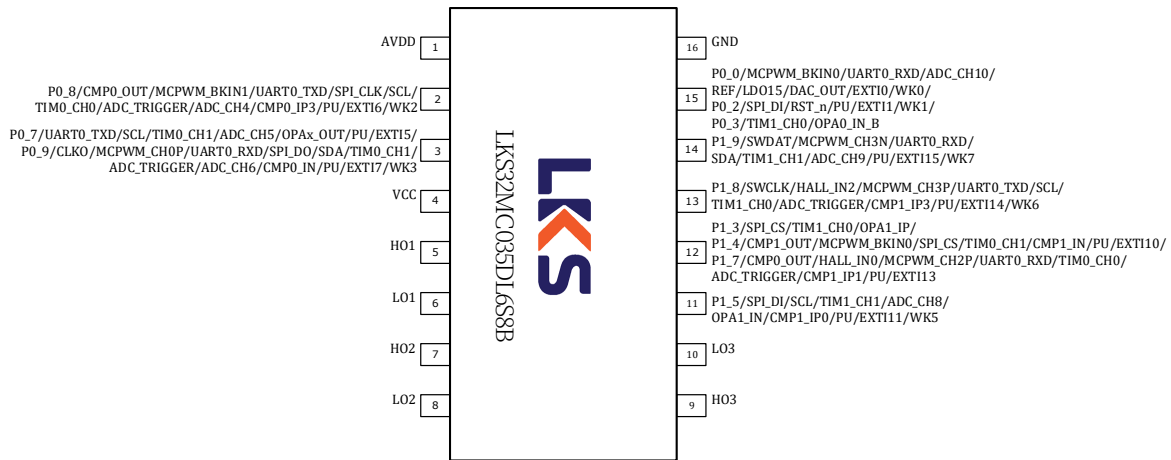 AVDD
1
P0_8/CMP0_OUT/MCPWM_BKIN1/UART0_TXD/SPI_CLK/SCL/
TIM0_CH0/ADC_TRIGGER/ADC_CH4/CMP0_IP3/PU/EXTI6/WK2
2
P0_7/UART0_TXD/SCL/TIM0_CH1/ADC_CH5/OPAx_OUT/PU/EXTI5/
P0_9/CLKO/MCPWM_CH0P/UART0_RXD/SPI_DO/SDA/TIM0_CH1/
ADC_TRIGGER/ADC_CH6/CMP0_IN/PU/EXTI7/WK3
3
VCC
4
HO1
5
LO1
6
HO2
7
LO2
8
LKS32MC035DL6S8B
LKS
16
GND
P0_0/MCPWM_BKIN0/UART0_RXD/ADC_CH10/
REF/LDO15/DAC_OUT/EXTI0/WK0/
P0_2/SPI_DI/RST_n/PU/EXTI1/WK1/
P0_3/TIM1_CH0/OPA0_IN_B
15
P1_9/SWDAT/MCPWM_CH3N/UART0_RXD/
SDA/TIM1_CH1/ADC_CH9/PU/EXTI15/WK7
14
P1_8/SWCLK/HALL_IN2/MCPWM_CH3P/UART0_TXD/SCL/
TIM1_CH0/ADC_TRIGGER/CMP1_IP3/PU/EXTI14/WK6
13
P1_3/SPI_CS/TIM1_CH0/OPA1_IP/
P1_4/CMP1_OUT/MCPWM_BKIN0/SPI_CS/TIM0_CH1/CMP1_IN/PU/EXTI10/
P1_7/CMP0_OUT/HALL_IN0/MCPWM_CH2P/UART0_RXD/TIM0_CH0/
ADC_TRIGGER/CMP1_IP1/PU/EXTI13
12
P1_5/SPI_DI/SCL/TIM1_CH1/ADC_CH8/
OPA1_IN/CMP1_IP0/PU/EXTI11/WK5
11
10
LO3
9
HO3